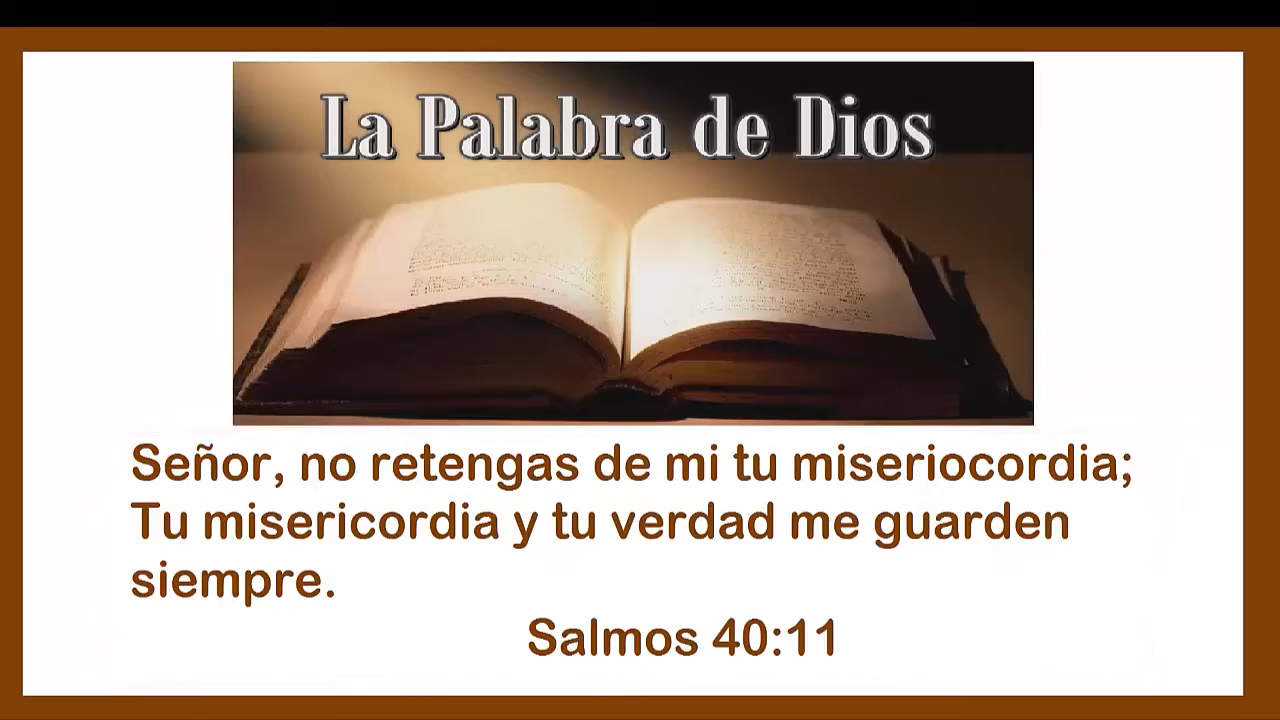 La Palabra de Dios
Señor, no retengas de mi tu miseriocordia;
Tu misericordia y tu verdad me guarden
siempre.
Salmos 40:11